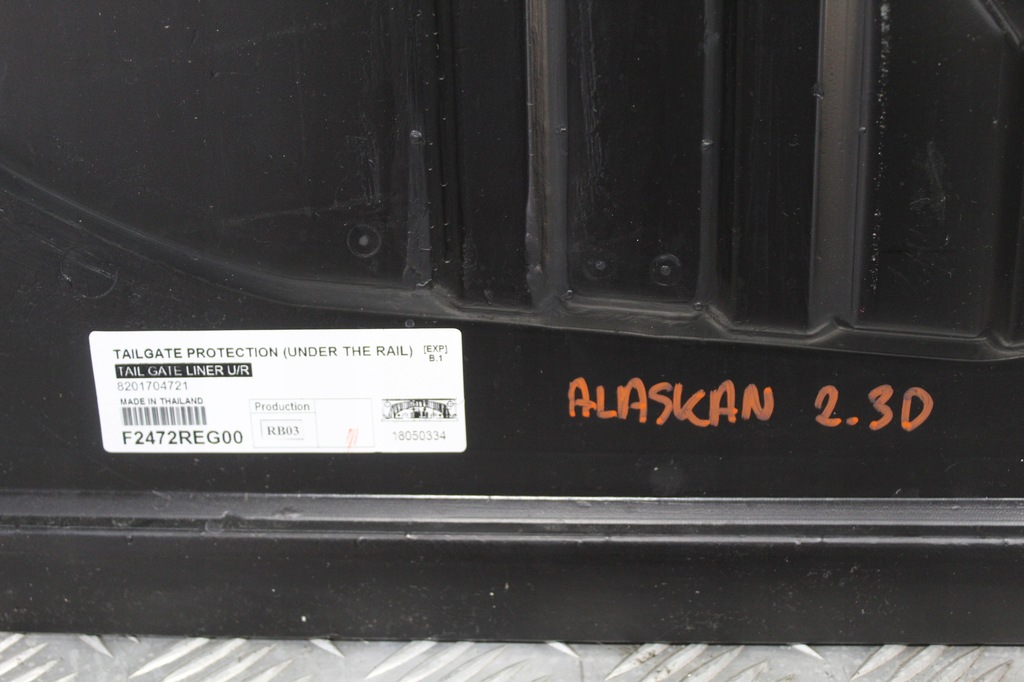 TAILGATE PROTECTION (UNDER THE RAIL) [EXP]
B.1
TAIL GATE LINER U/R
8201704721
MADE IN THAILAND
Production
RB03
F2472REG00
18050334
ALASKAN 2.3D